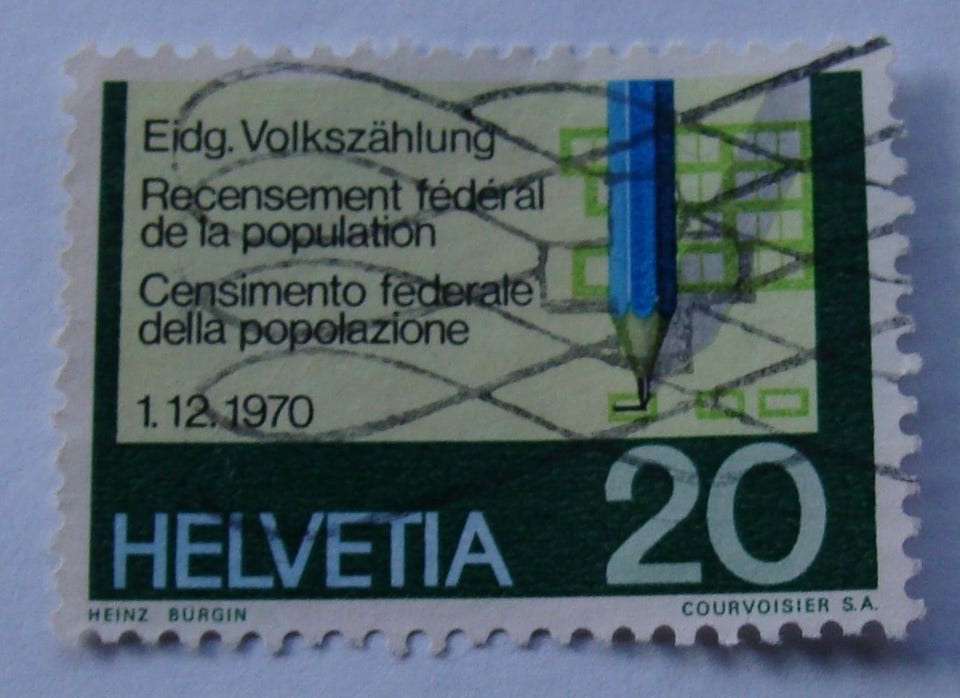 Eidg. Volkszählung
Recensement fédéral
de la population
Censimento federale
della popolazione
1.12.1970
HELVETIA 20
HEINZ BÜRGIN COURVOISIER S.A.